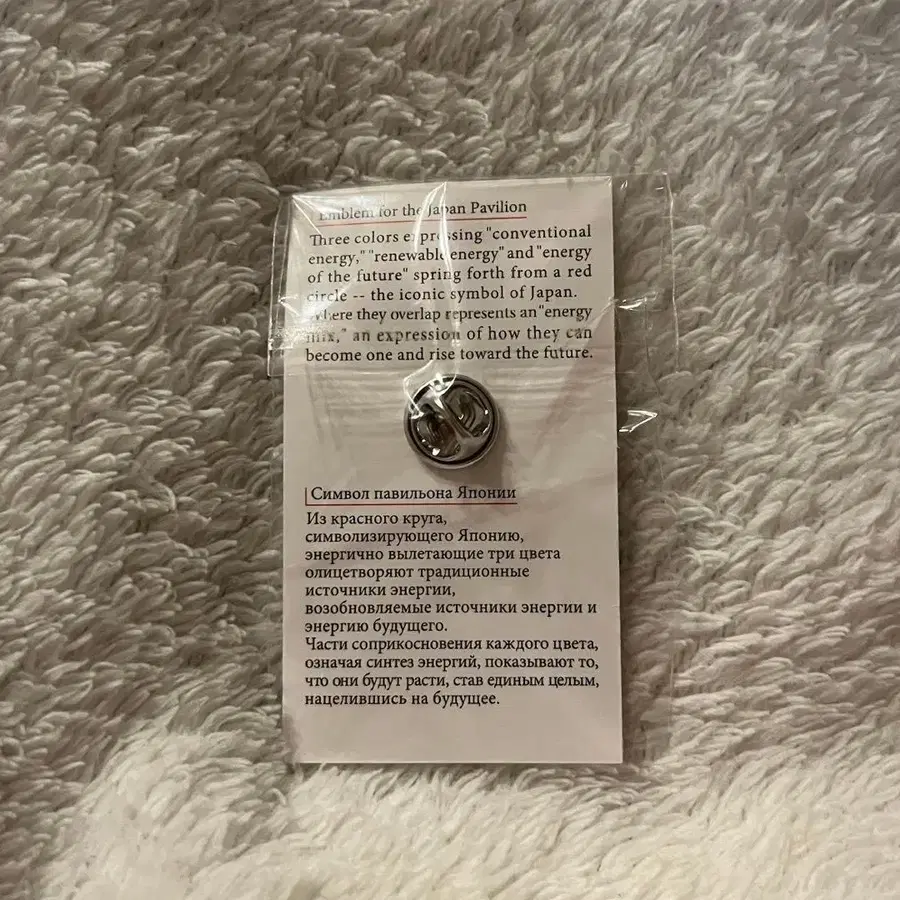 Emblem for the Japan Pavilion
Three colors expressing "conventional
energy," "renewable energy" and "energy
of the future" spring forth from a red
circle -- the iconic symbol of Japan.
Where they overlap represents an "energy
mix," an expression of how they can
become one and rise toward the future.
Символ павильона Японии
Из красного круга,
символизирующего Японию,
энергично вылетающие три цвета
олицетворяют традиционные
источники энергии,
возобновляемые источники энергии и
энергию будущего.
Части соприкосновения каждого цвета,
означая синтез энергий, показывают то,
что они будут расти, став единым целым,
нацелившись на будущее.